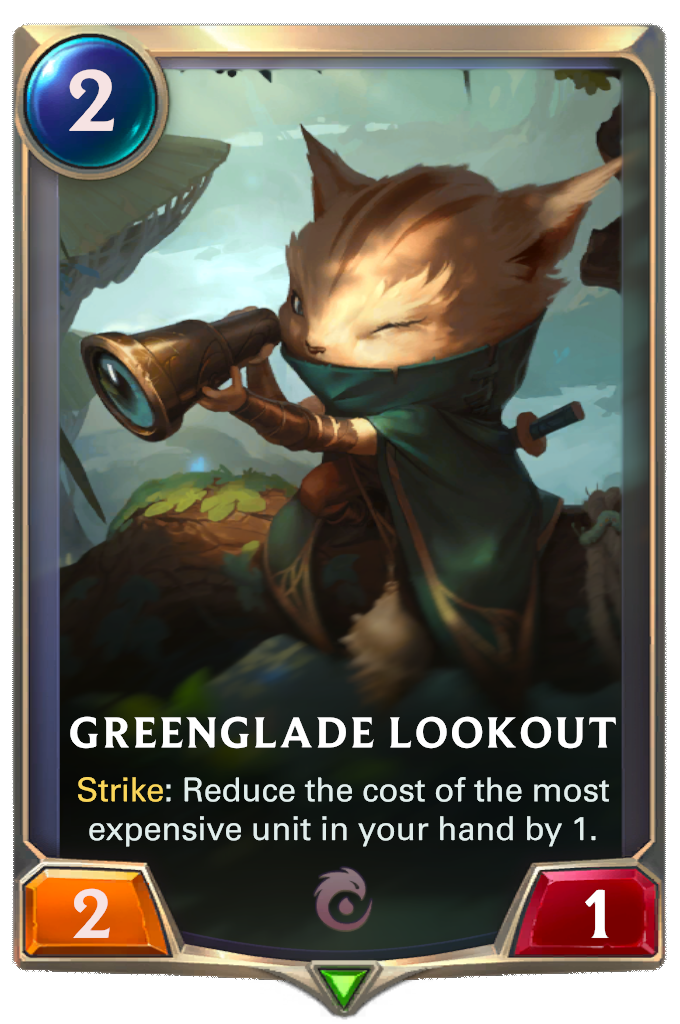 2
GREENGLADE LOOKOUT
Strike: Reduce the cost of the most
expensive unit in your hand by 1.
2
1